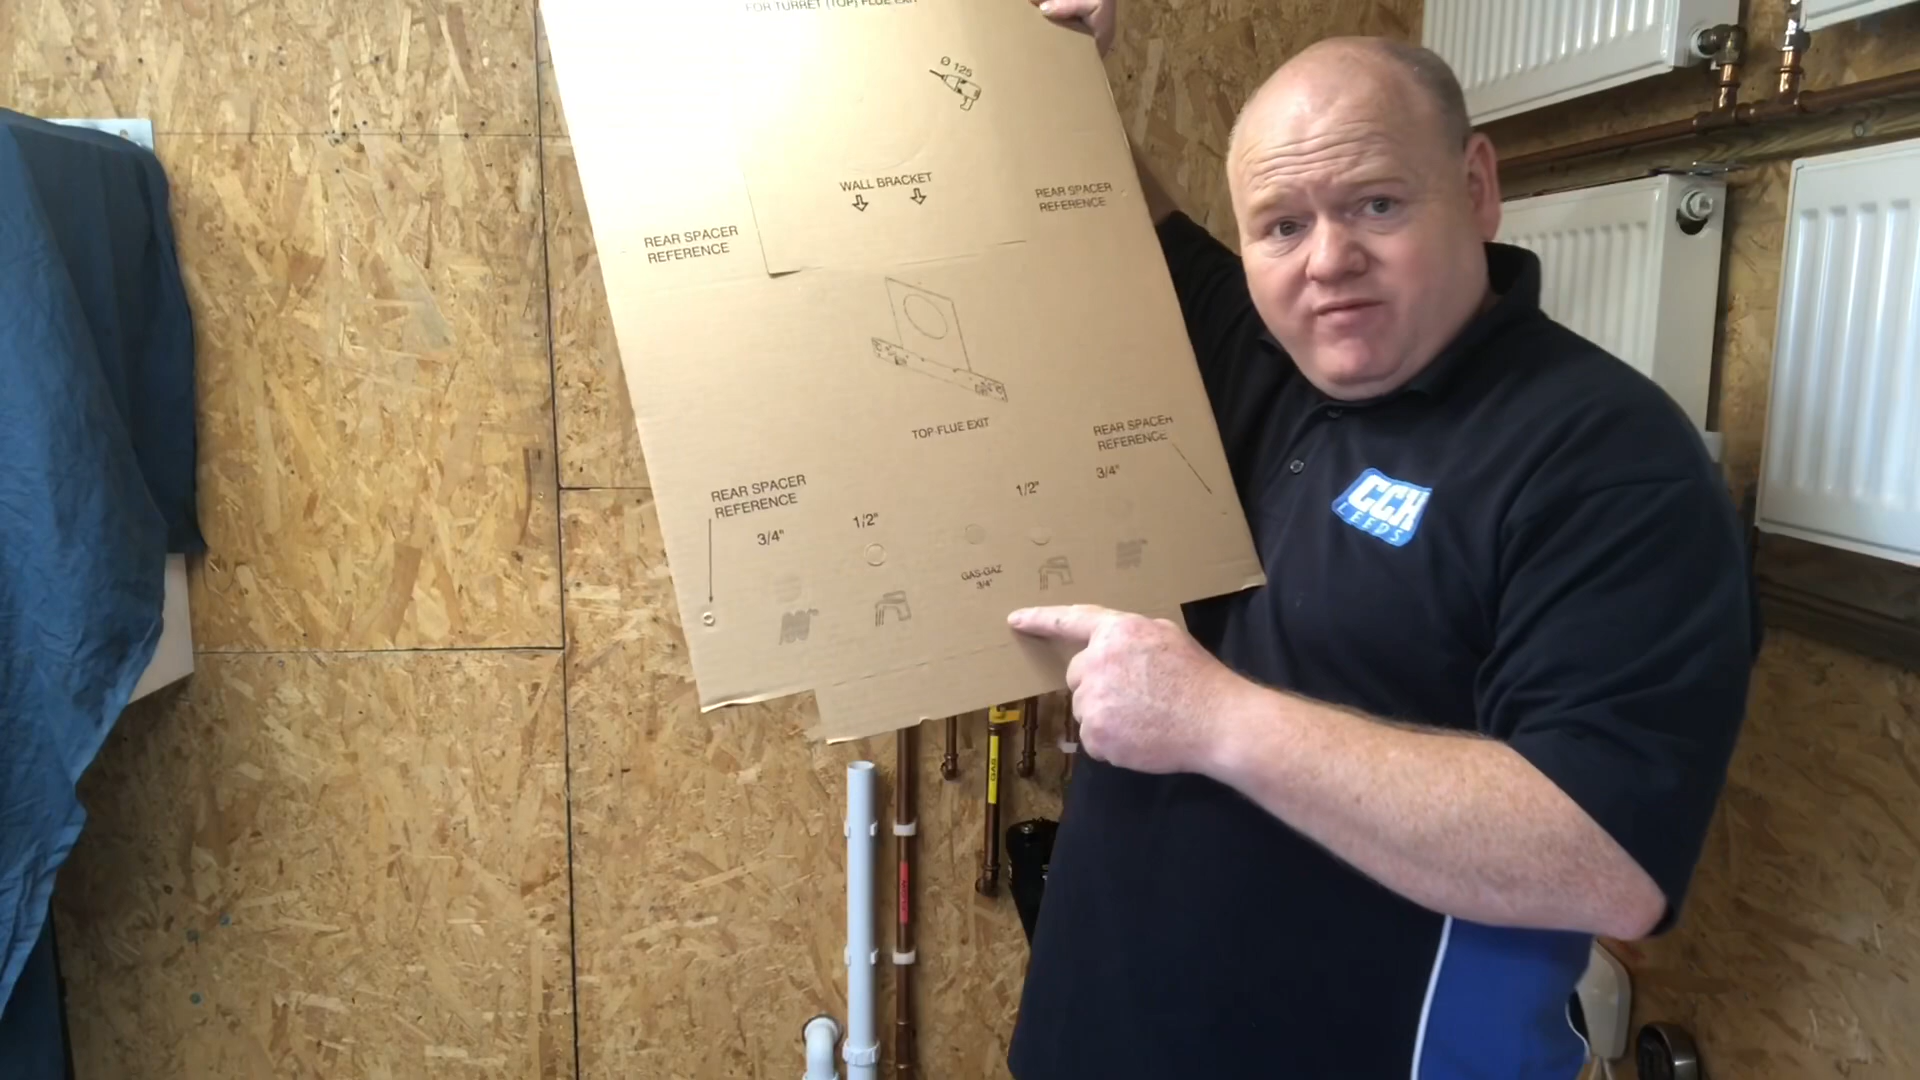 FOR TURRET (TOP) FLUE EXIT
Ø 125
WALL BRACKET
REAR SPACER
REFERENCE
REAR SPACER
REFERENCE
TOP FLUE EXIT
REAR SPACER
REFERENCE
3/4"
REAR SPACER
REFERENCE
3/4"
1/2"
1/2"
GAS-GAZ
3/4"
GAS
CCH
LEEDS